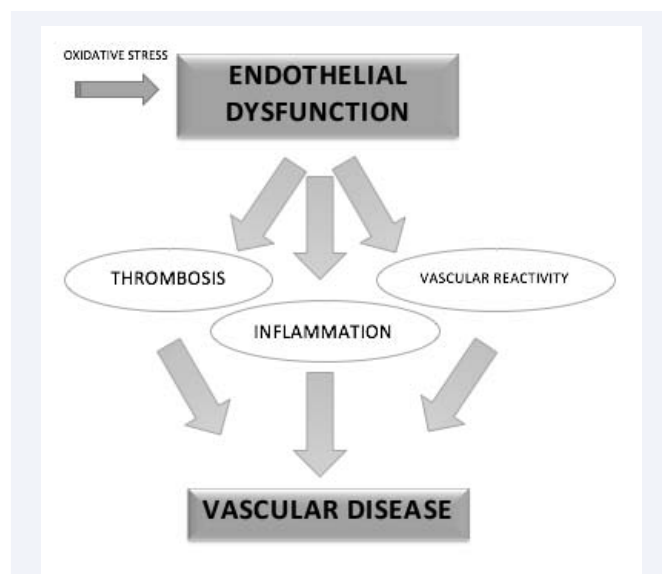 OXIDATIVE STRESS
ENDOTHELIAL
DYSFUNCTION
THROMBOSIS
VASCULAR REACTIVITY
INFLAMMATION
VASCULAR DISEASE